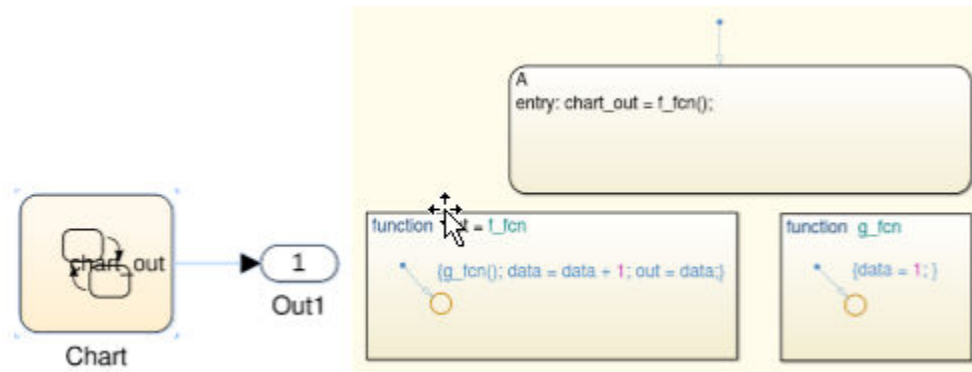 chart_out
1
Out1
Chart
A
entry: chart_out = f_fcn();
function t = f_fcn
{g_fcn(); data = data + 1; out = data;}
function g_fcn
{data = 1; }